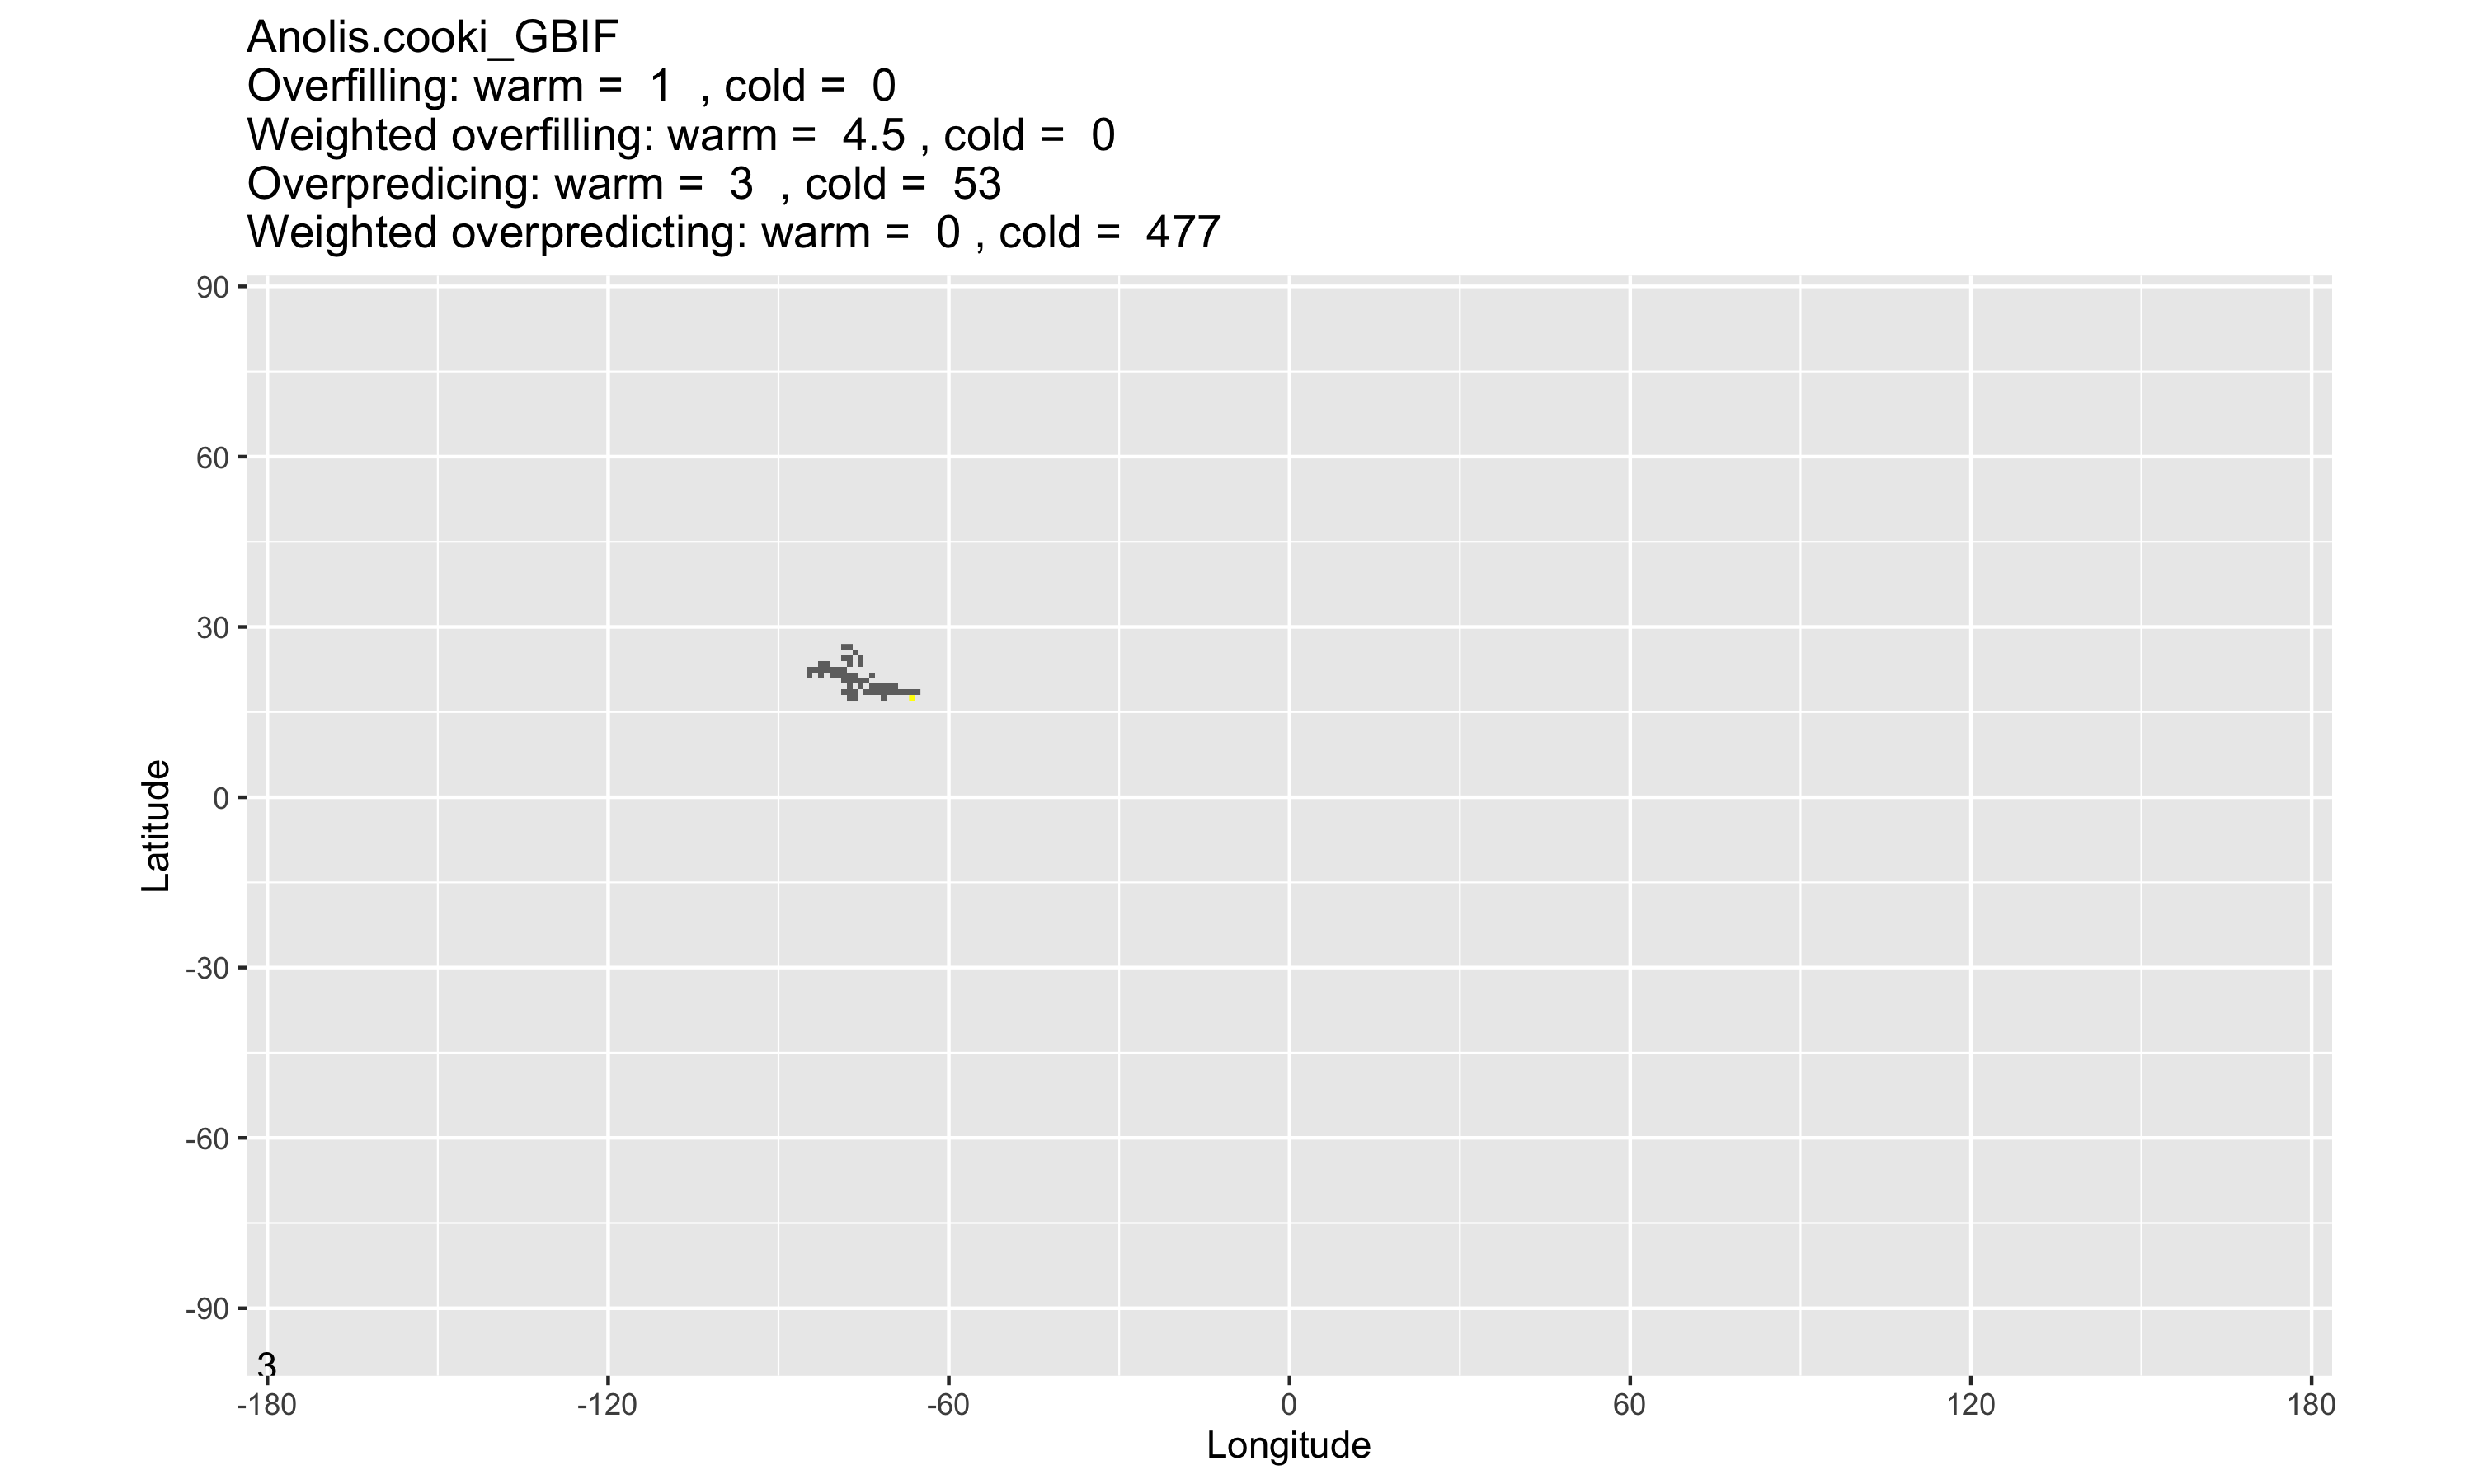 Anolis.cooki_GBIF
Overfilling: warm =  1  , cold =  0
Weighted overfilling: warm =  4.5 , cold =  0
Overpredicing: warm =  3  , cold =  53
Weighted overpredicting: warm =  0 , cold =  477
90
60
30
0
-30
-60
-90
Latitude
3
-180 -120 -60 0 60 120 180
Longitude